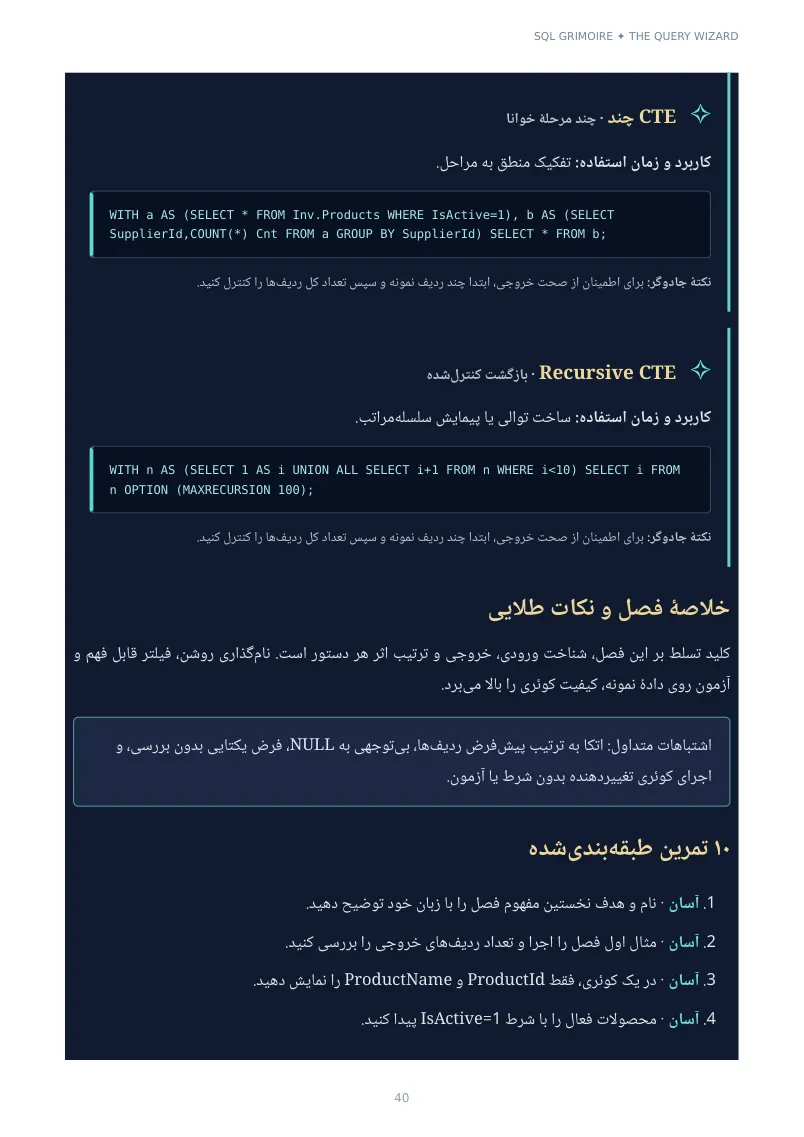 SQL GRIMOIRE ✦ THE QUERY WIZARD
✧ چند CTE · چند مرحلهٔ خوانا
کاربرد و زمان استفاده: تفکیک منطق به مراحل.
WITH a AS (SELECT * FROM Inv.Products WHERE IsActive=1), b AS (SELECT
SupplierId,COUNT(*) Cnt FROM a GROUP BY SupplierId) SELECT * FROM b;
نکتهٔ جادوگر: برای اطمینان از صحت خروجی، ابتدا چند ردیف نمونه و سپس تعداد کل ردیف‌ها را کنترل کنید.
✧ Recursive CTE · بازگشت کنترل‌شده
کاربرد و زمان استفاده: ساخت توالی یا پیمایش سلسله‌مراتب.
WITH n AS (SELECT 1 AS i UNION ALL SELECT i+1 FROM n WHERE i<10) SELECT i FROM
n OPTION (MAXRECURSION 100);
نکتهٔ جادوگر: برای اطمینان از صحت خروجی، ابتدا چند ردیف نمونه و سپس تعداد کل ردیف‌ها را کنترل کنید.
خلاصهٔ فصل و نکات طلایی
کلید تسلط بر این فصل، شناخت ورودی، خروجی و ترتیب اثر هر دستور است. نام‌گذاری روشن، فیلتر قابل فهم و
آزمون روی دادهٔ نمونه، کیفیت کوئری را بالا می‌برد.
اشتباهات متداول: اتکا به ترتیب پیش‌فرض ردیف‌ها، بی‌توجهی به NULL، فرض یکتایی بدون بررسی، و
اجرای کوئری تغییردهنده بدون شرط یا آزمون.
۱۰ تمرین طبقه‌بندی‌شده
1. آسان · نام و هدف نخستین مفهوم فصل را با زبان خود توضیح دهید.
2. آسان · مثال اول فصل را اجرا و تعداد ردیف‌های خروجی را بررسی کنید.
3. آسان · در یک کوئری، فقط ProductId و ProductName را نمایش دهید.
4. آسان · محصولات فعال را با شرط IsActive=1 پیدا کنید.
40